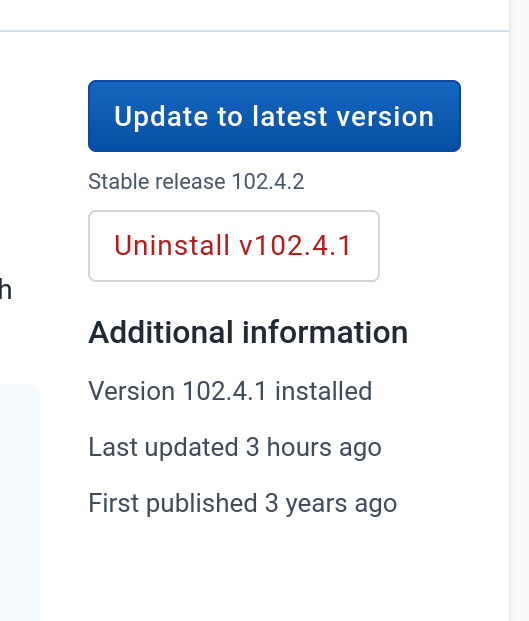 Update to latest version
Stable release 102.4.2
Uninstall v102.4.1
h
Additional information
Version 102.4.1 installed
Last updated 3 hours ago
First published 3 years ago